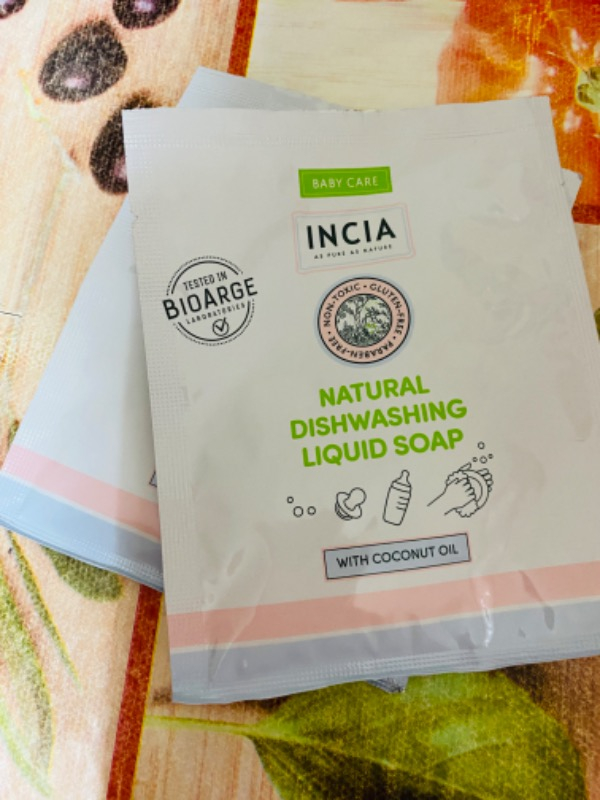 BABY CARE
INCIA
AS PURE AS NATURE
TESTED IN
BIOARGE
LABORATORIES
NON-TOXIC • GLUTEN-FREE • PARABEN-FREE •
NATURAL
DISHWASHING
LIQUID SOAP
WITH COCONUT OIL